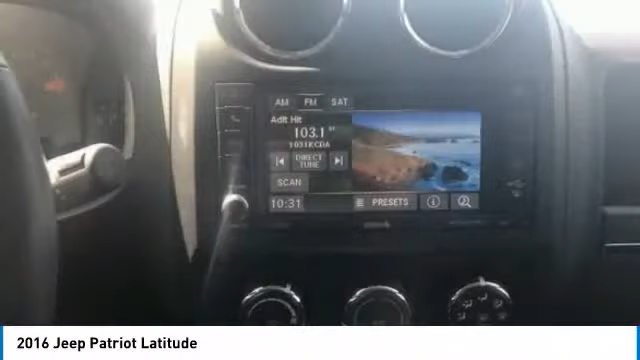 AM FM SAT
Adlt Hit
103.1
1031KCDA
DIRECT
TUNE
SCAN
10:31
PRESETS
2016 Jeep Patriot Latitude